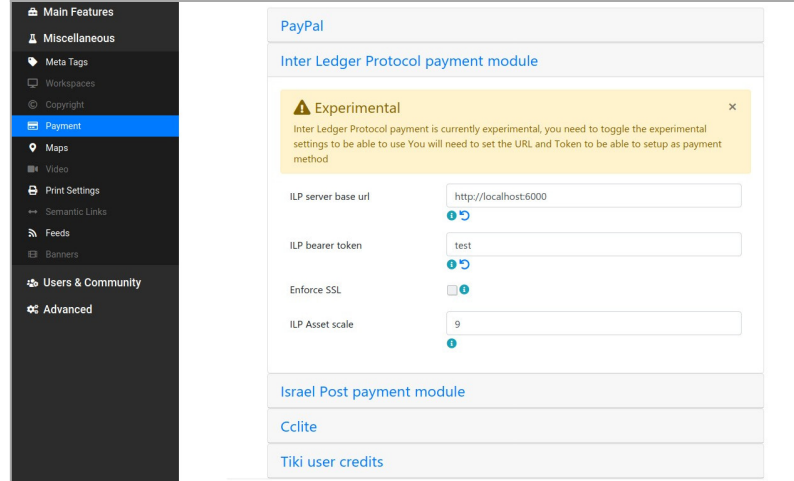 Main Features
Miscellaneous
Meta Tags
Workspaces
Copyright
Payment
Maps
Video
Print Settings
Semantic Links
Feeds
Banners
Users & Community
Advanced
PayPal
Inter Ledger Protocol payment module
Experimental
×
Inter Ledger Protocol payment is currently experimental, you need to toggle the experimental
settings to be able to use You will need to set the URL and Token to be able to setup as payment
method
ILP server base url
http://localhost:6000
ILP bearer token
test
Enforce SSL
ILP Asset scale
9
Israel Post payment module
Cclite
Tiki user credits